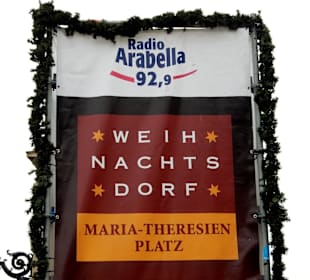 Radio
Arabella
92,9
WEIH
NACHTS
DORF
MARIA-THERESIEN
PLATZ